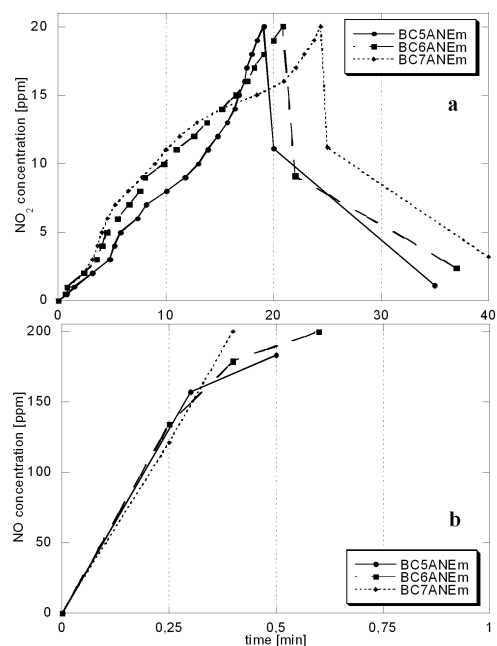 20
15
10
5
0
NO2 concentration [ppm]
BC5ANEm
BC6ANEm
BC7ANEm
a
0
10
20
30
40
200
150
100
50
0
NO concentration [ppm]
b
BC5ANEm
BC6ANEm
BC7ANEm
0
0,25
0,5
0,75
1
time [min]